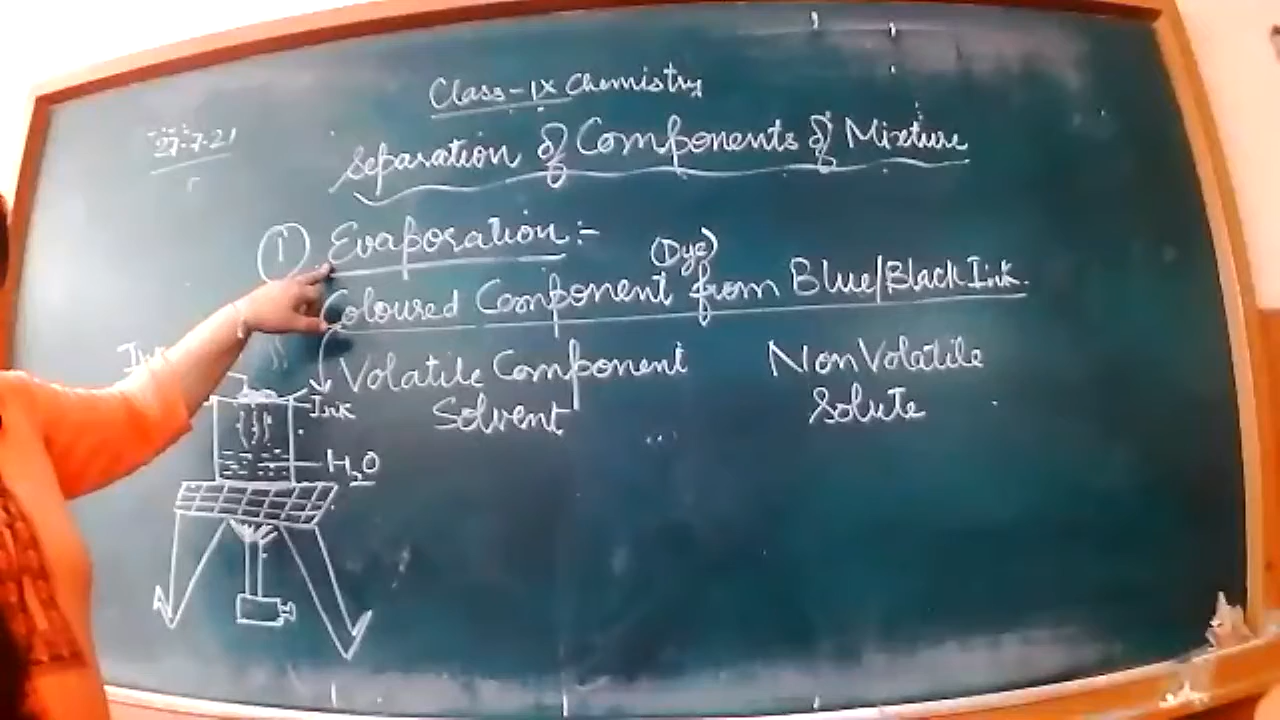 Class-IX Chemistry
27-7-21
Separation of Components of Mixture
1 Evaporation :-
(Dye)
Coloured Component from Blue/Black Ink.
Volatile Component Non Volatile
Solvent Solute
Ink
H2O